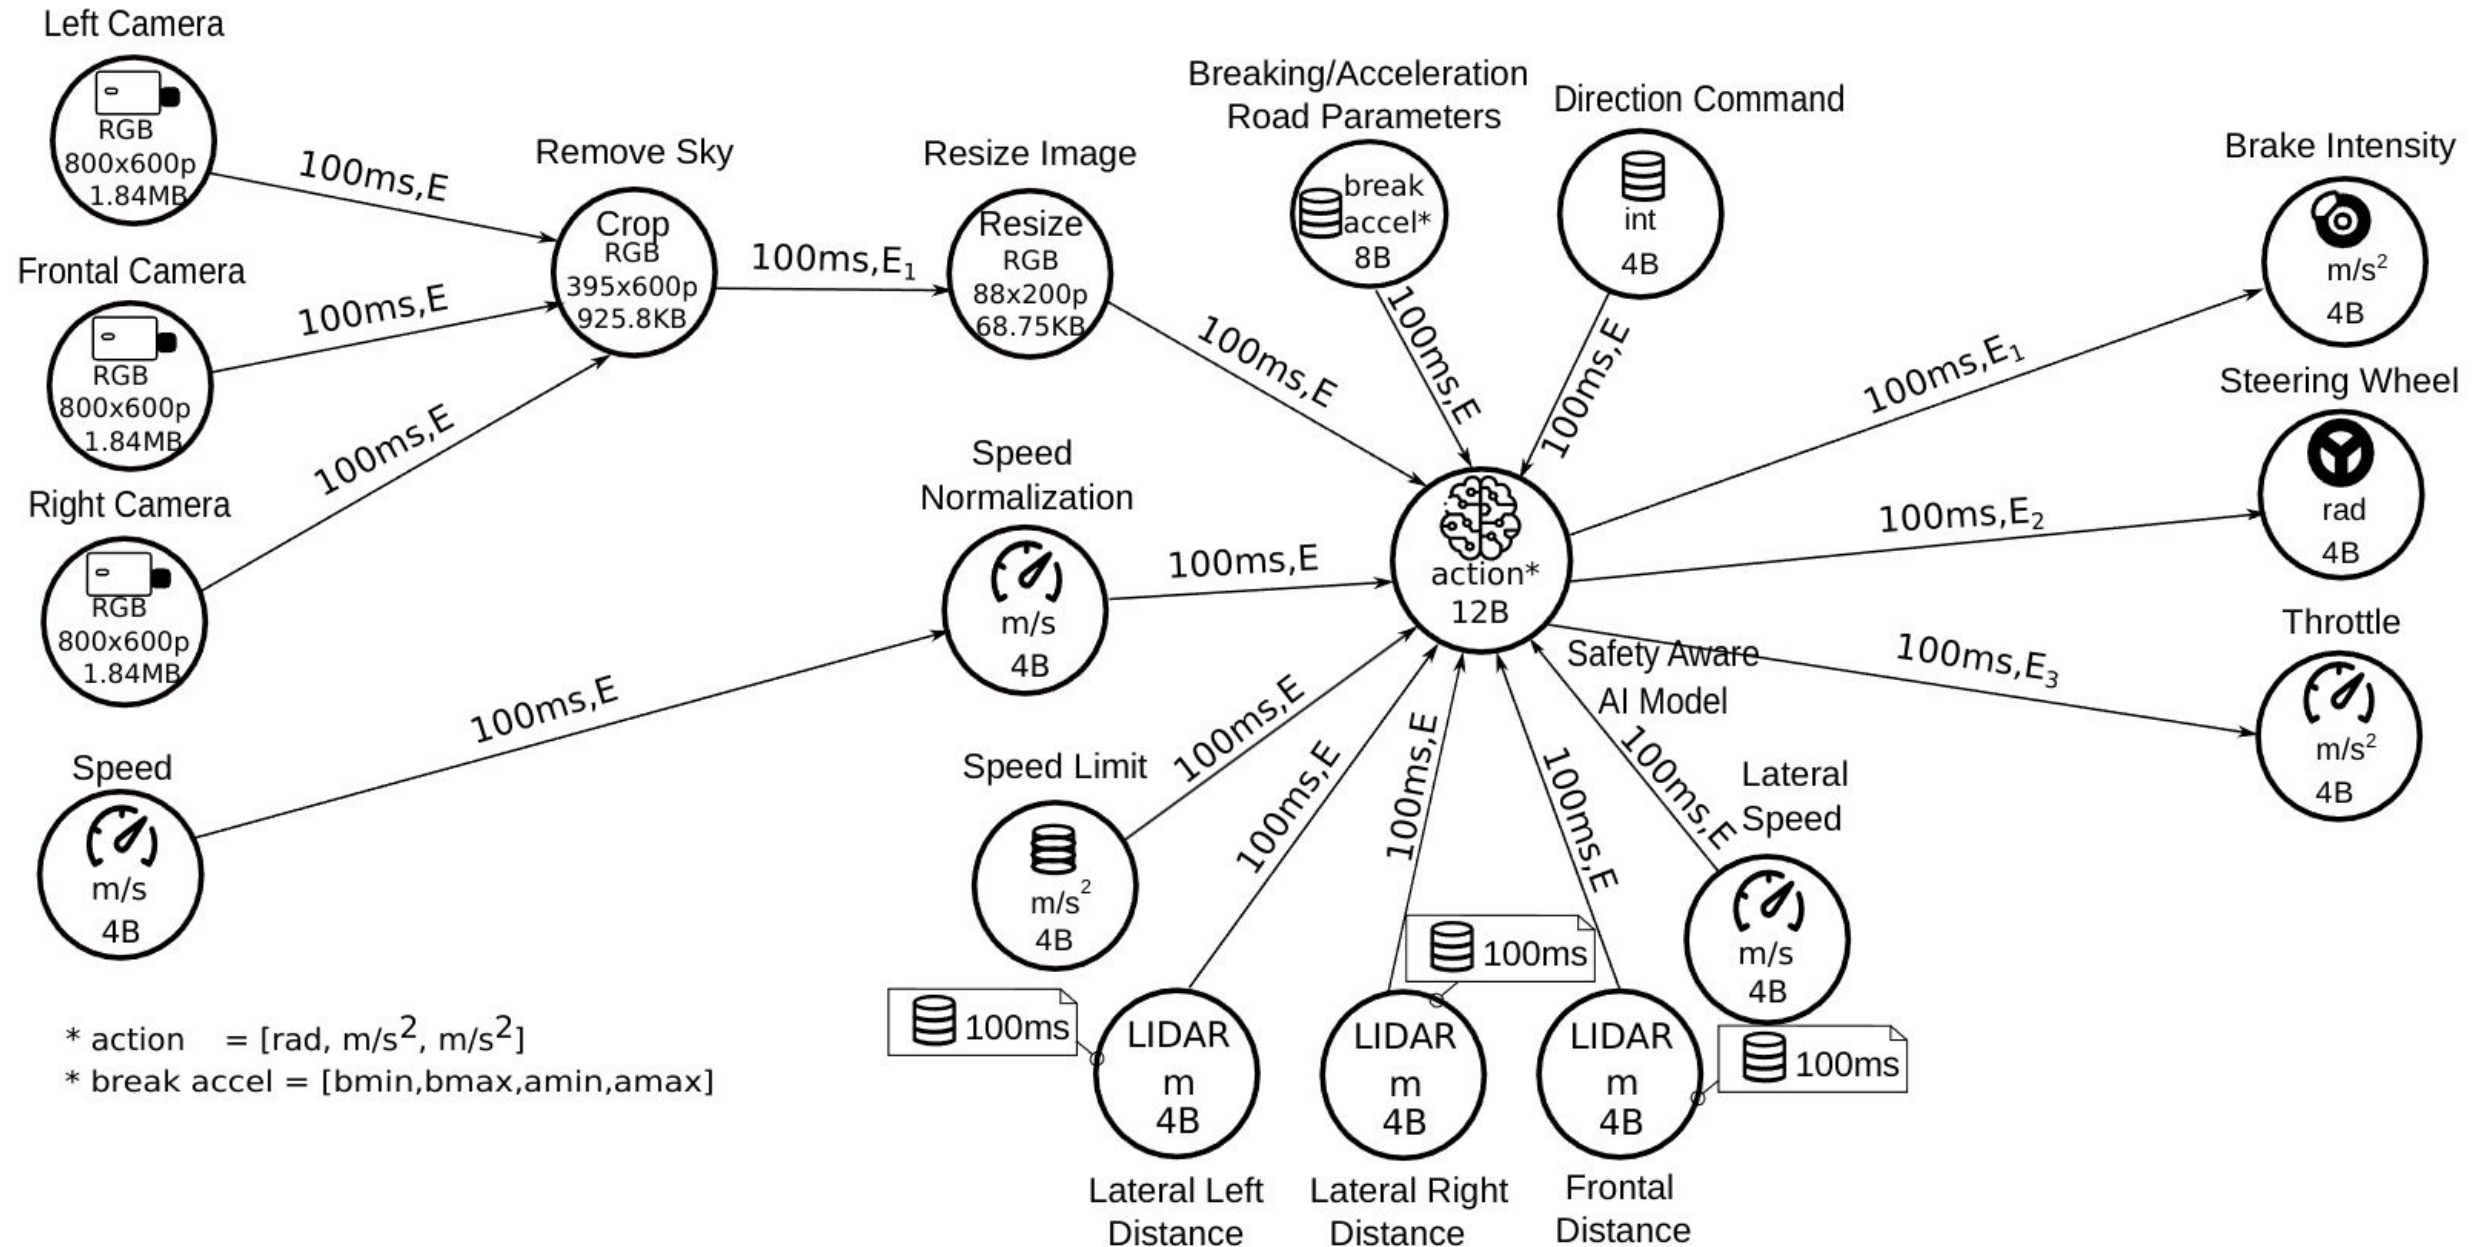 Left Camera
RGB
800x600p
1.84MB
100ms,E
Frontal Camera
RGB
800x600p
1.84MB
100ms,E
Right Camera
RGB
800x600p
1.84MB
100ms,E
Speed
m/s
4B
100ms,E
Remove Sky
Crop
RGB
395x600p
925.8KB
100ms,E₁
Resize Image
Resize
RGB
88x200p
68.75KB
100ms,E
Speed
Normalization
m/s
4B
100ms,E
Breaking/Acceleration
Road Parameters
break
accel*
8B
100ms,E
Direction Command
int
4B
100ms,E
action*
12B
Safety Aware
AI Model
Speed Limit
m/s²
4B
100ms,E
100ms
LIDAR
m
4B
Lateral Left
Distance
100ms,E
100ms
LIDAR
m
4B
Lateral Right
Distance
100ms,E
LIDAR
m
4B
Frontal
Distance
100ms
100ms,E
Lateral
Speed
m/s
4B
100ms,E
100ms,E₁
Brake Intensity
m/s²
4B
100ms,E₂
Steering Wheel
rad
4B
100ms,E₃
Throttle
m/s²
4B
* action = [rad, m/s², m/s²]
* break accel = [bmin,bmax,amin,amax]